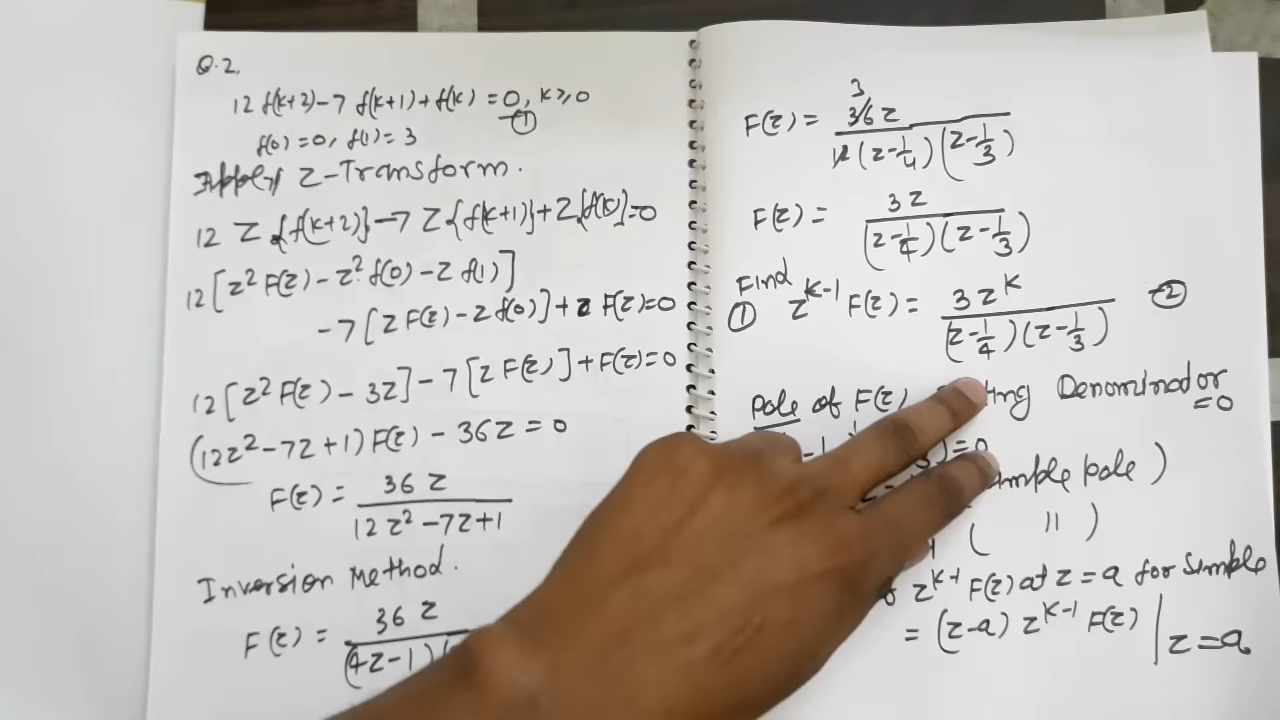 Q.2.
12 f(k+2) - 7 f(k+1) + f(k) = 0, k ≥ 0
①
f(0) = 0, f(1) = 3
Apply Z-Transform.
12 Z {f(k+2)} - 7 Z {f(k+1)} + Z {f(k)} = 0
12 [z² F(z) - z² f(0) - z f(1)]
- 7 [z F(z) - z f(0)] + F(z) = 0
12 [z² F(z) - 3z] - 7 [z F(z)] + F(z) = 0
(12z² - 7z + 1) F(z) - 36z = 0
F(z) = 36 z / 12 z² - 7z + 1
Inversion Method.
F(z) = 36 z / (4z - 1)
3
F(z) = 36 z / 12 (z - 1/4) (z - 1/3)
F(z) = 3 z / (z - 1/4) (z - 1/3)
Find
① z^k-1 F(z) = 3 z^k / (z - 1/4) (z - 1/3) - ②
Pole of F(z) Denominator = 0
= 0
simple pole )
( 11 )
z^k-1 F(z) at z = a for simple
= (z - a) z^k-1 F(z) | z = a